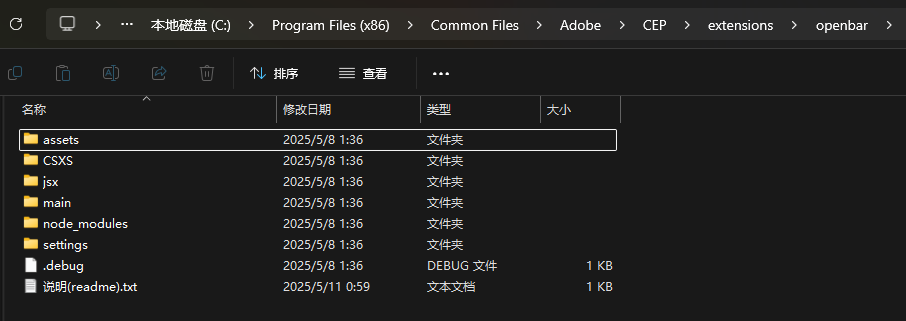 本地磁盘 (C:) > Program Files (x86) > Common Files > Adobe > CEP > extensions > openbar >
排序 查看
名称 修改日期 类型 大小
assets 2025/5/8 1:36 文件夹
CSXS 2025/5/8 1:36 文件夹
jsx 2025/5/8 1:36 文件夹
main 2025/5/8 1:36 文件夹
node_modules 2025/5/8 1:36 文件夹
settings 2025/5/8 1:36 文件夹
.debug 2025/5/8 1:36 DEBUG 文件 1 KB
说明(readme).txt 2025/5/11 0:59 文本文档 1 KB